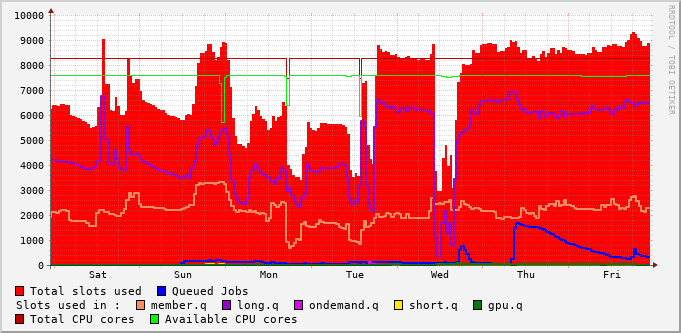 10000
9000
8000
7000
6000
5000
4000
3000
2000
1000
0
Sat Sun Mon Tue Wed Thu Fri
RRDTOOL / TOBI OETIKER
Total slots used Queued Jobs
Slots used in : member.q long.q ondemand.q short.q gpu.q
Total CPU cores Available CPU cores